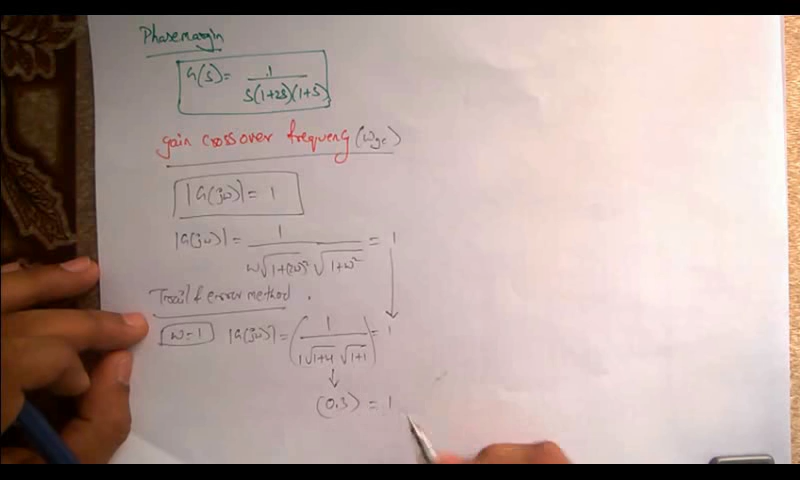 Phasemargin
G(s) = 1 / s(1+2s)(1+s)
gain crossover frequency (ωgc)
|G(jω)| = 1
|G(jω)| = 1 / ω√1+(2ω)² √1+ω² = 1
Trail & error method .
ω=1 |G(jω)| = (1 / 1√1+4 √1+1) = 1
(0.3) = 1